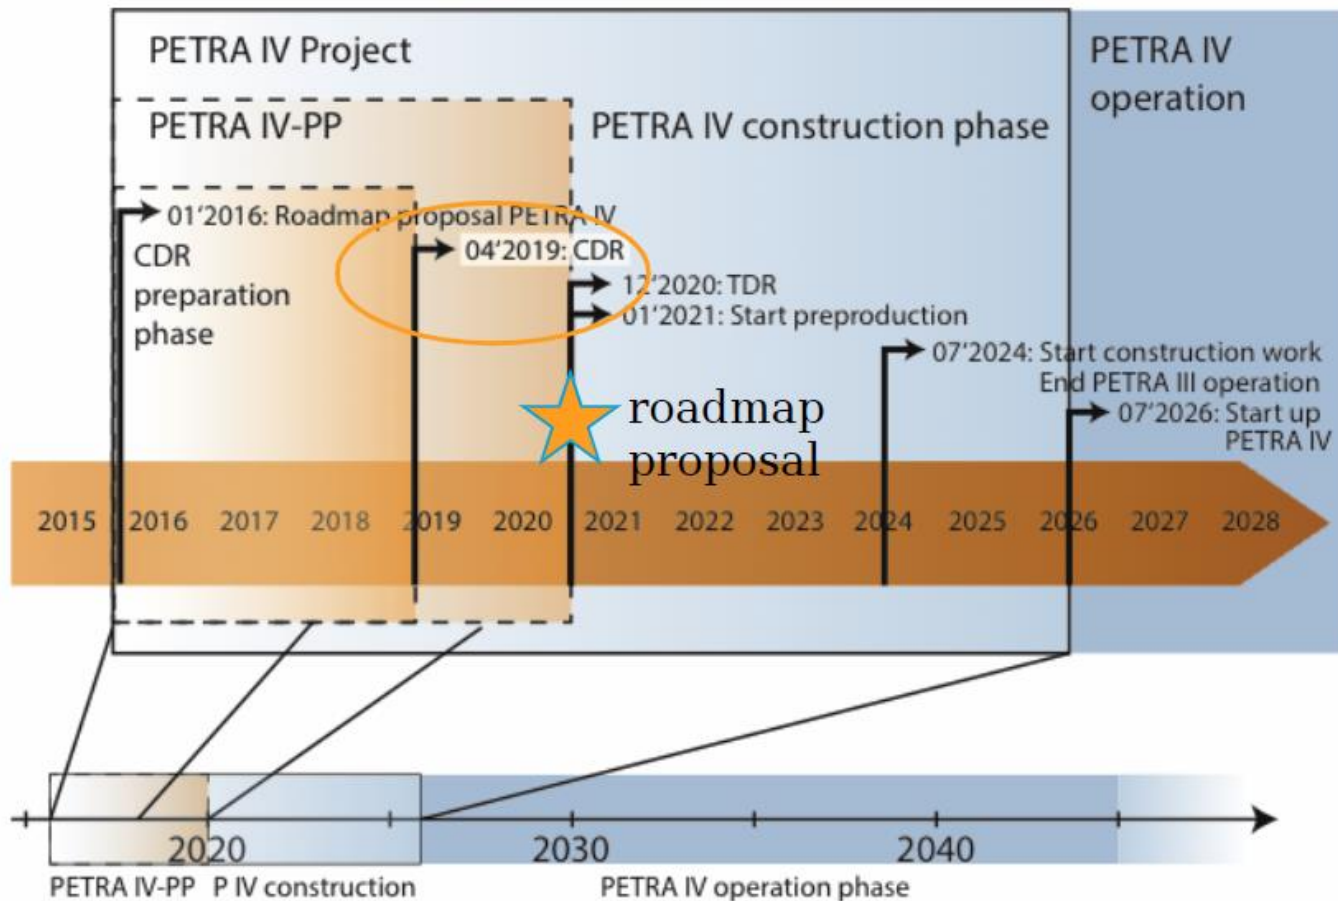 PETRA IV Project
PETRA IV
operation
PETRA IV-PP
PETRA IV construction phase
01'2016: Roadmap proposal PETRA IV
CDR
preparation
phase
04'2019: CDR
12'2020: TDR
01'2021: Start preproduction
07'2024: Start construction work
End PETRA III operation
07'2026: Start up
PETRA IV
roadmap
proposal
2015 2016 2017 2018 2019 2020 2021 2022 2023 2024 2025 2026 2027 2028
2020 2030 2040
PETRA IV-PP P IV construction PETRA IV operation phase